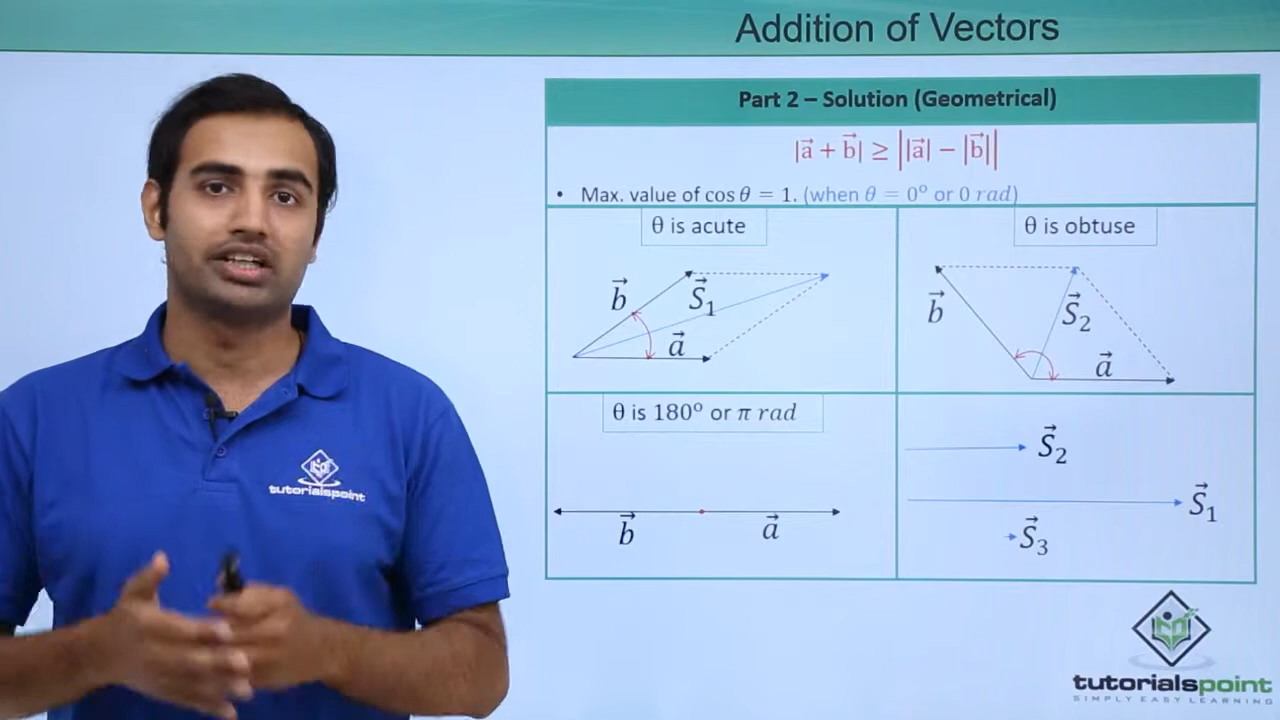 Addition of Vectors
Part 2 – Solution (Geometrical)
|a⃗ + b⃗| ≥ ||a⃗| − |b⃗||
• Max. value of cos θ = 1. (when θ = 0° or 0 rad)
θ is acute
b⃗
S⃗₁
a⃗
θ is obtuse
b⃗
S⃗₂
a⃗
θ is 180° or π rad
b⃗
a⃗
S⃗₂
S⃗₁
S⃗₃
tutorialspoint
tutorialspoint
SIMPLY EASY LEARNING